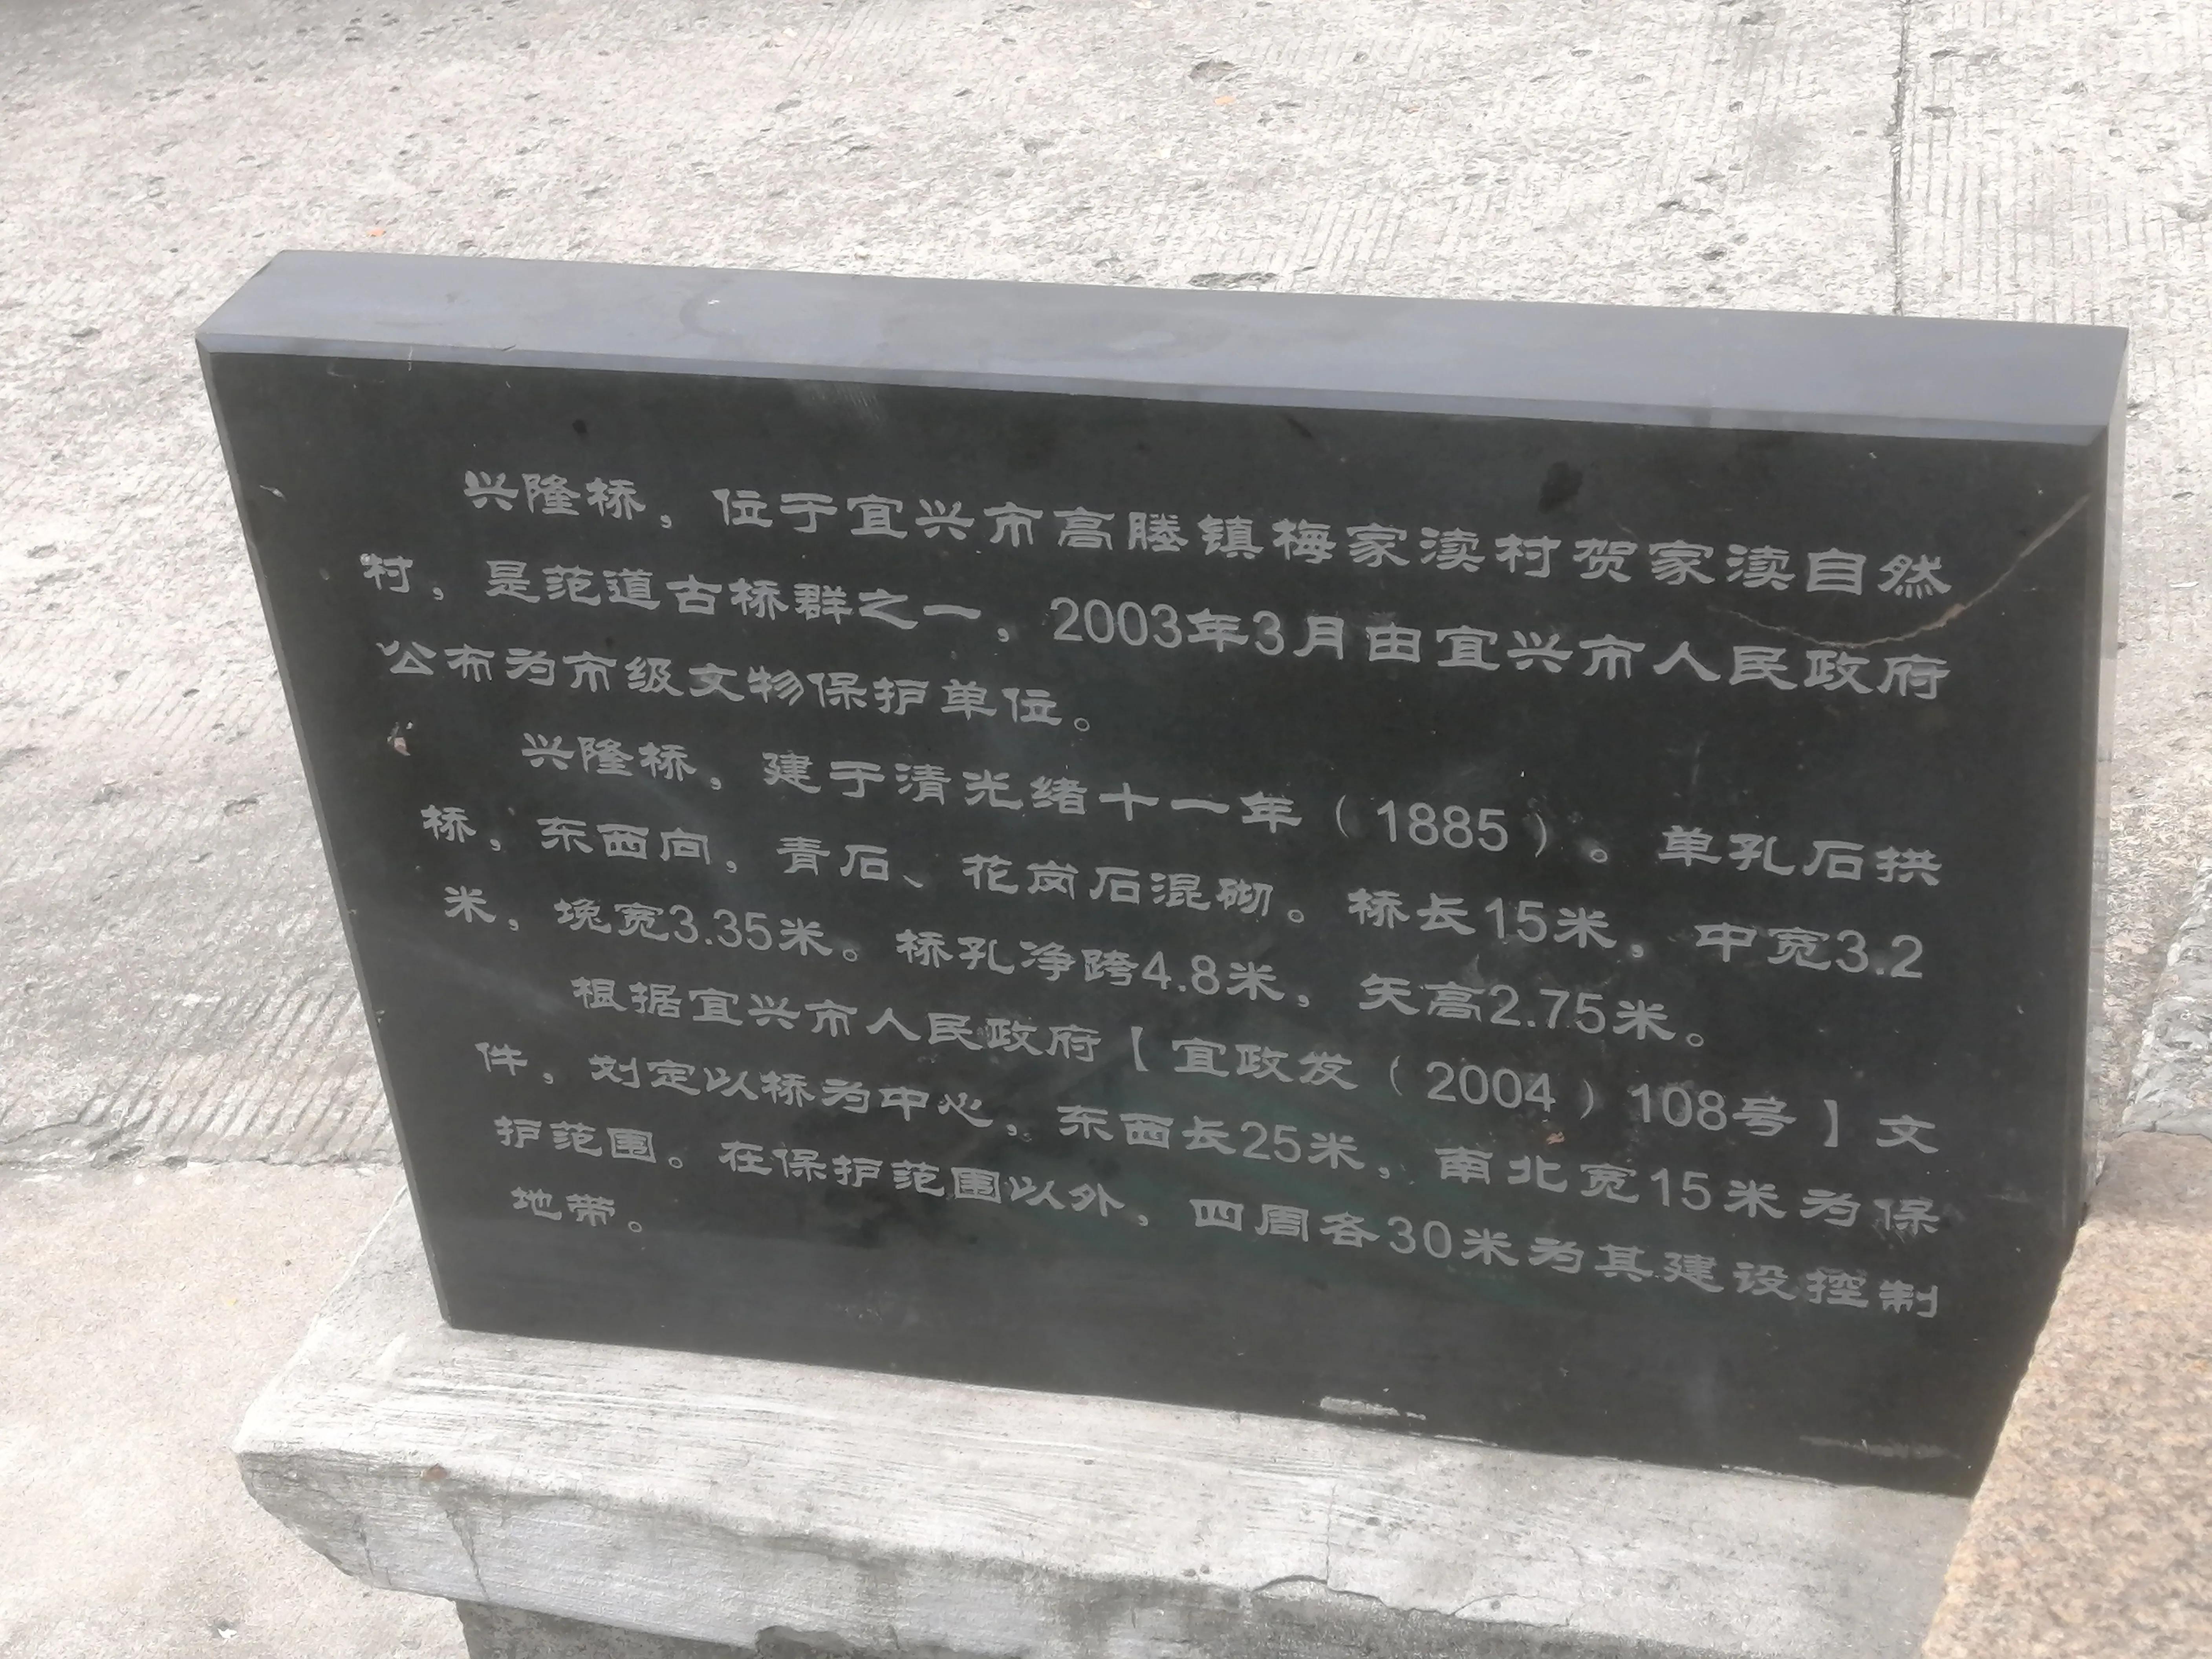 兴隆桥，位于宜兴市高塍镇梅家渎村贺家渎自然
村，是范道古桥群之一，2003年3月由宜兴市人民政府
公布为市级文物保护单位。
兴隆桥，建于清光绪十一年（1885）。单孔石拱
桥，东西向，青石、花岗石混砌。桥长15米，中宽3.2
米，堍宽3.35米。桥孔净跨4.8米，矢高2.75米。
根据宜兴市人民政府【宜政发（2004）108号】文
件，划定以桥为中心，东西长25米，南北宽15米为保
护范围。在保护范围以外，四周各30米为其建设控制
地带。